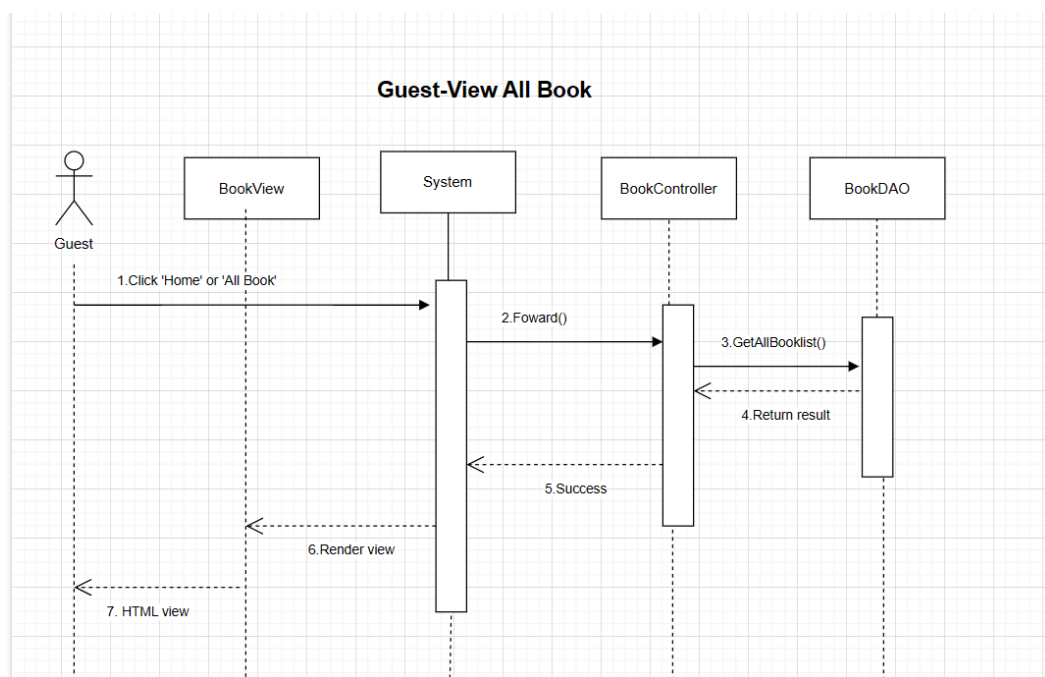 Guest-View All Book
BookView
System
BookController
BookDAO
Guest
1.Click 'Home' or 'All Book'
2.Foward()
3.GetAllBooklist()
4.Return result
5.Success
6.Render view
7. HTML view